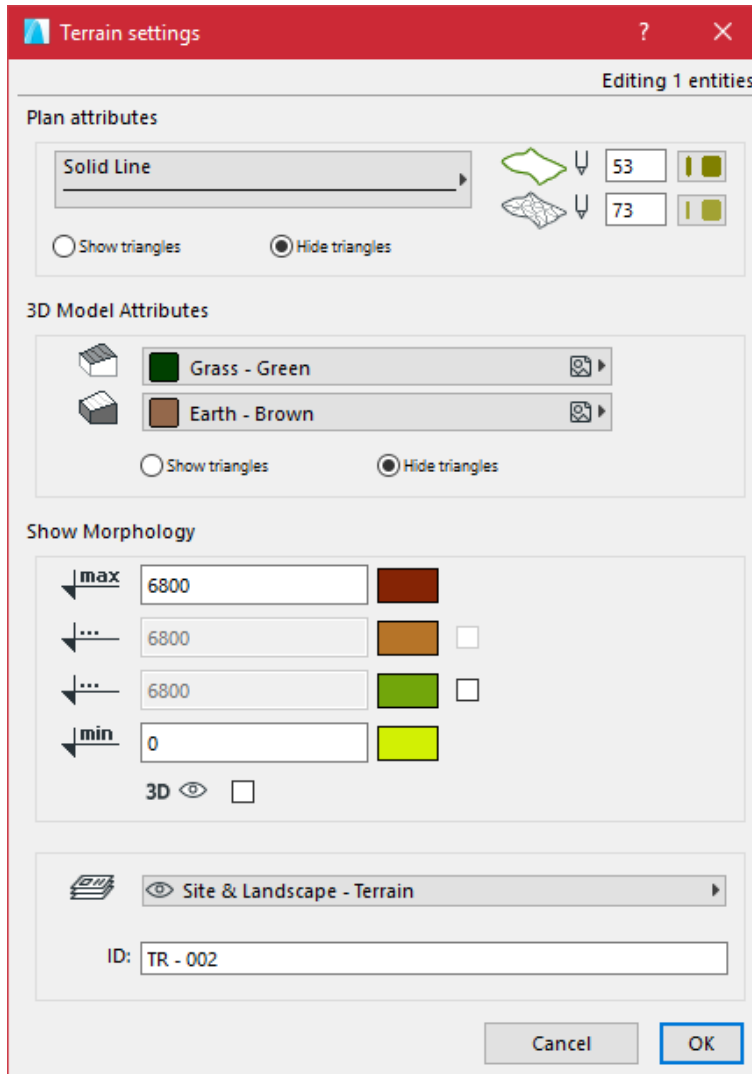 Terrain settings ?
Editing 1 entities
Plan attributes
Solid Line
53
73
Show triangles Hide triangles
3D Model Attributes
Grass - Green
Earth - Brown
Show triangles Hide triangles
Show Morphology
max 6800
... 6800
... 6800
min 0
3D
Site & Landscape - Terrain
ID: TR - 002
Cancel OK